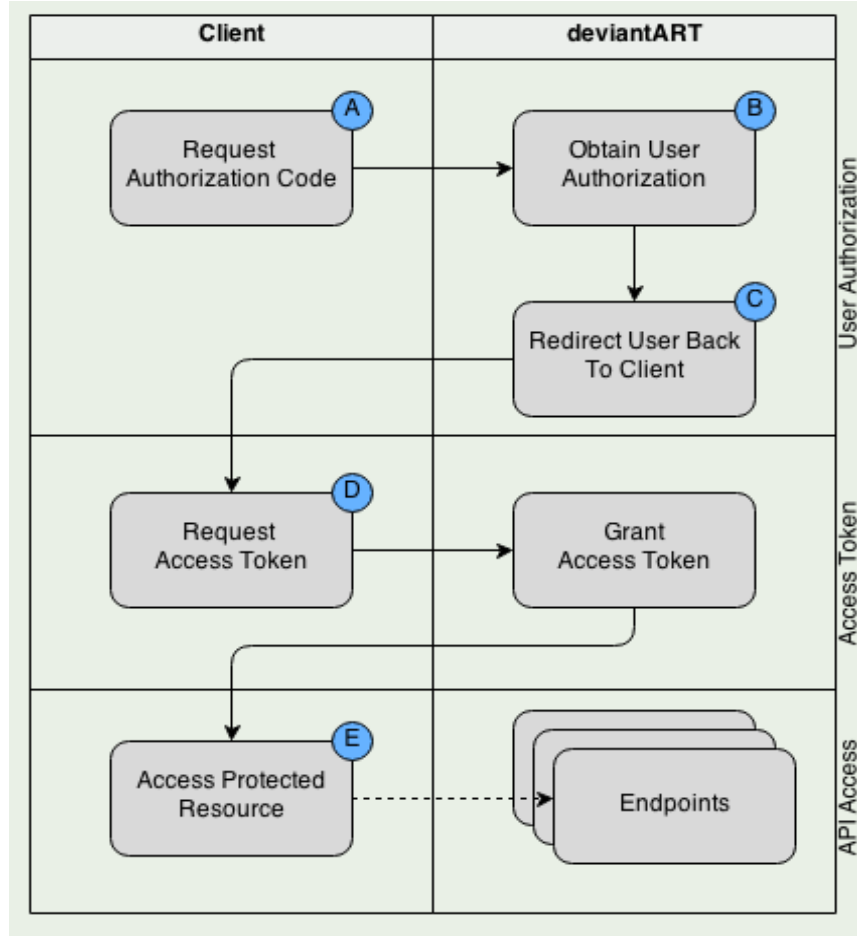 Client
deviantART
A
Request
Authorization Code
B
Obtain User
Authorization
C
Redirect User Back
To Client
User Authorization
D
Request
Access Token
Grant
Access Token
Access Token
E
Access Protected
Resource
Endpoints
API Access